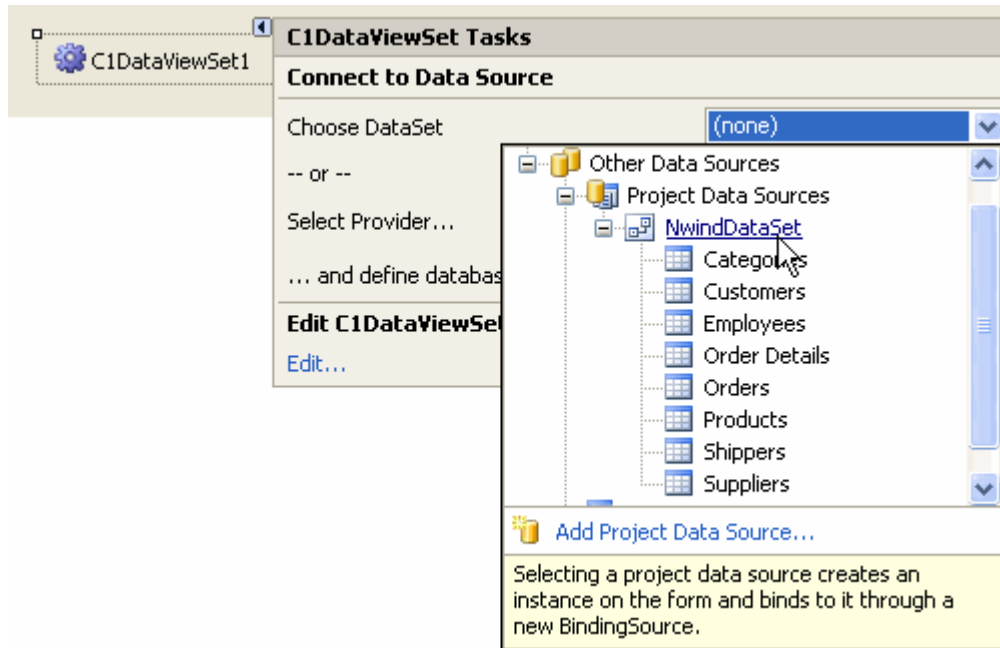 C1DataViewSet1
C1DataViewSet Tasks
Connect to Data Source
Choose DataSet
(none)
-- or --
Select Provider...
... and define databas
Edit C1DataViewSe
Edit...
Other Data Sources
Project Data Sources
NwindDataSet
Categories
Customers
Employees
Order Details
Orders
Products
Shippers
Suppliers
Add Project Data Source...
Selecting a project data source creates an
instance on the form and binds to it through a
new BindingSource.